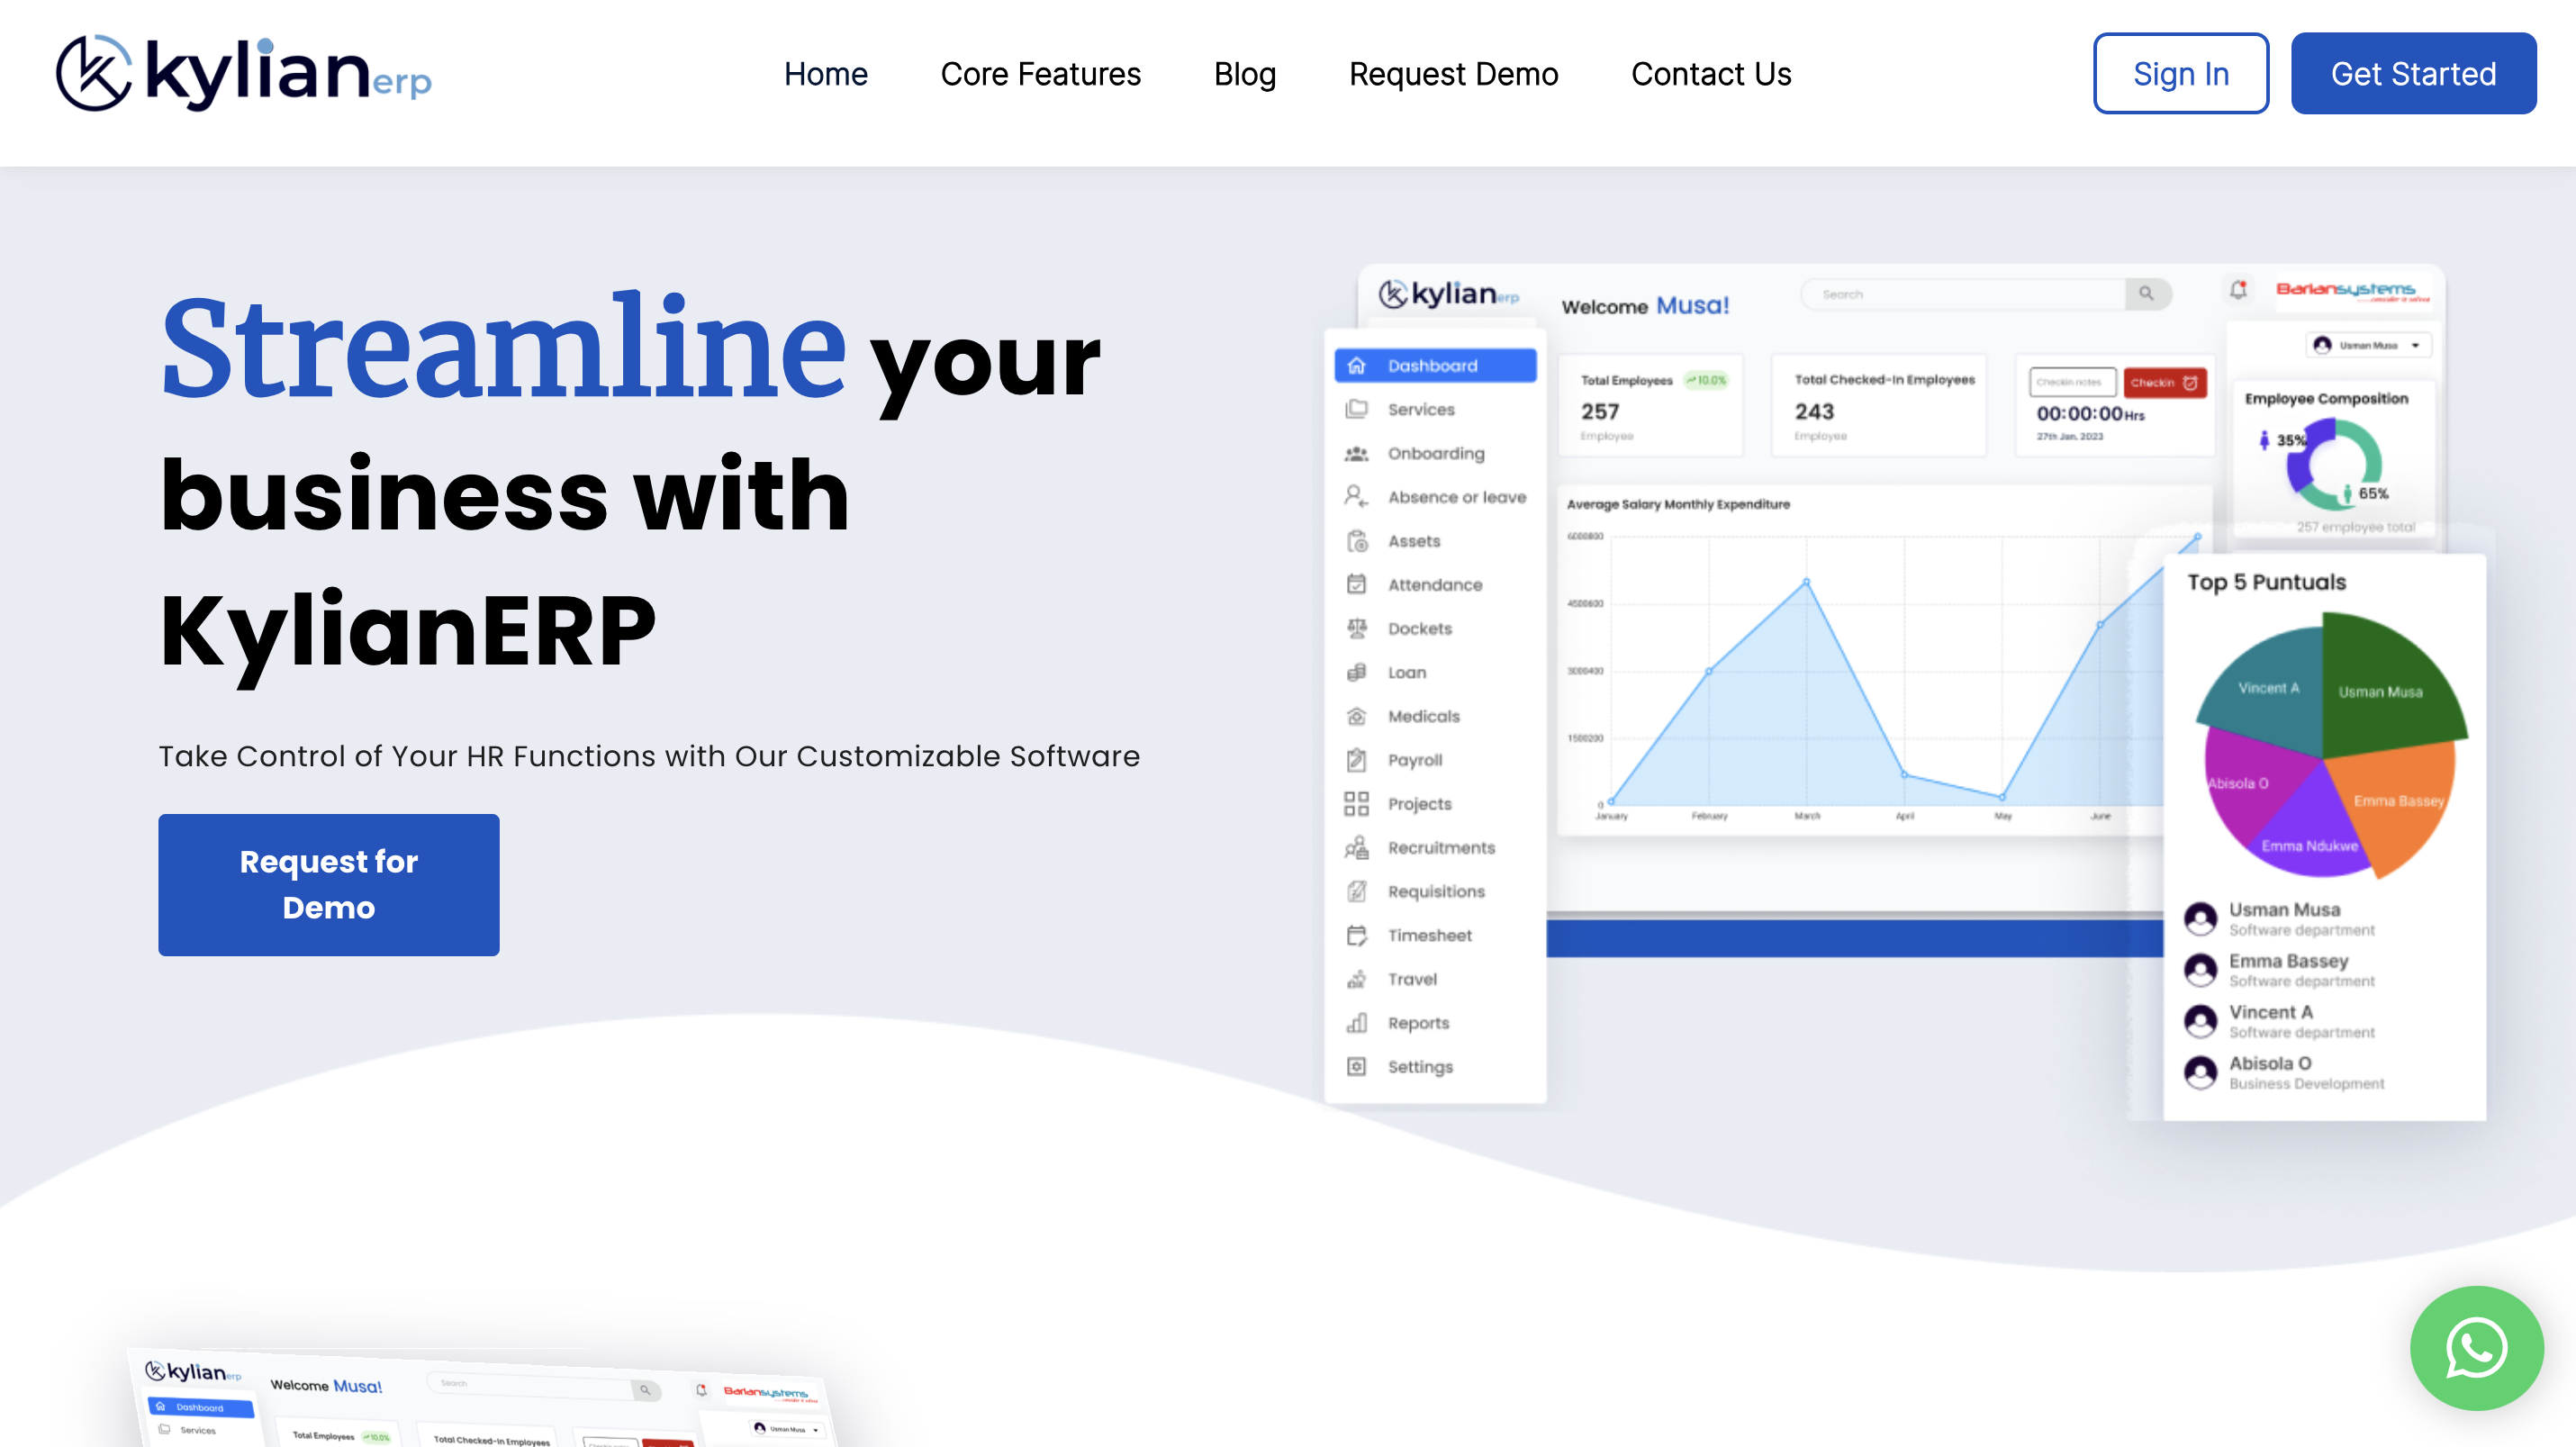 kylianerp
Home
Core Features
Blog
Request Demo
Contact Us
Sign In
Get Started
Streamline your
business with
KylianERP
Take Control of Your HR Functions with Our Customizable Software
Request for
Demo
kylianerp
Welcome Musa!
Search
Barlansystems
Usman Musa
Dashboard
Services
Onboarding
Absence or leave
Assets
Attendance
Dockets
Loan
Medicals
Payroll
Projects
Recruitments
Requisitions
Timesheet
Travel
Reports
Settings
Total Employees
10.0%
257
Employee
Total Checked-In Employees
243
Employee
Checkin notes
Checkin
00:00:00Hrs
27th Jan, 2023
Employee Composition
35%
65%
257 employee total
Average Salary Monthly Expenditure
6000800
4500600
3000400
1500200
0
January
February
March
April
May
June
Top 5 Puntuals
Vincent A
Usman Musa
Abisola O
Emma Bassey
Emma Ndukwe
Usman Musa
Software department
Emma Bassey
Software department
Vincent A
Software department
Abisola O
Business Development
kylianerp
Welcome Musa!
Search
Barlansystems
Dashboard
Services
Usman Musa
Total Employees
10.0%
Total Checked-In Employees